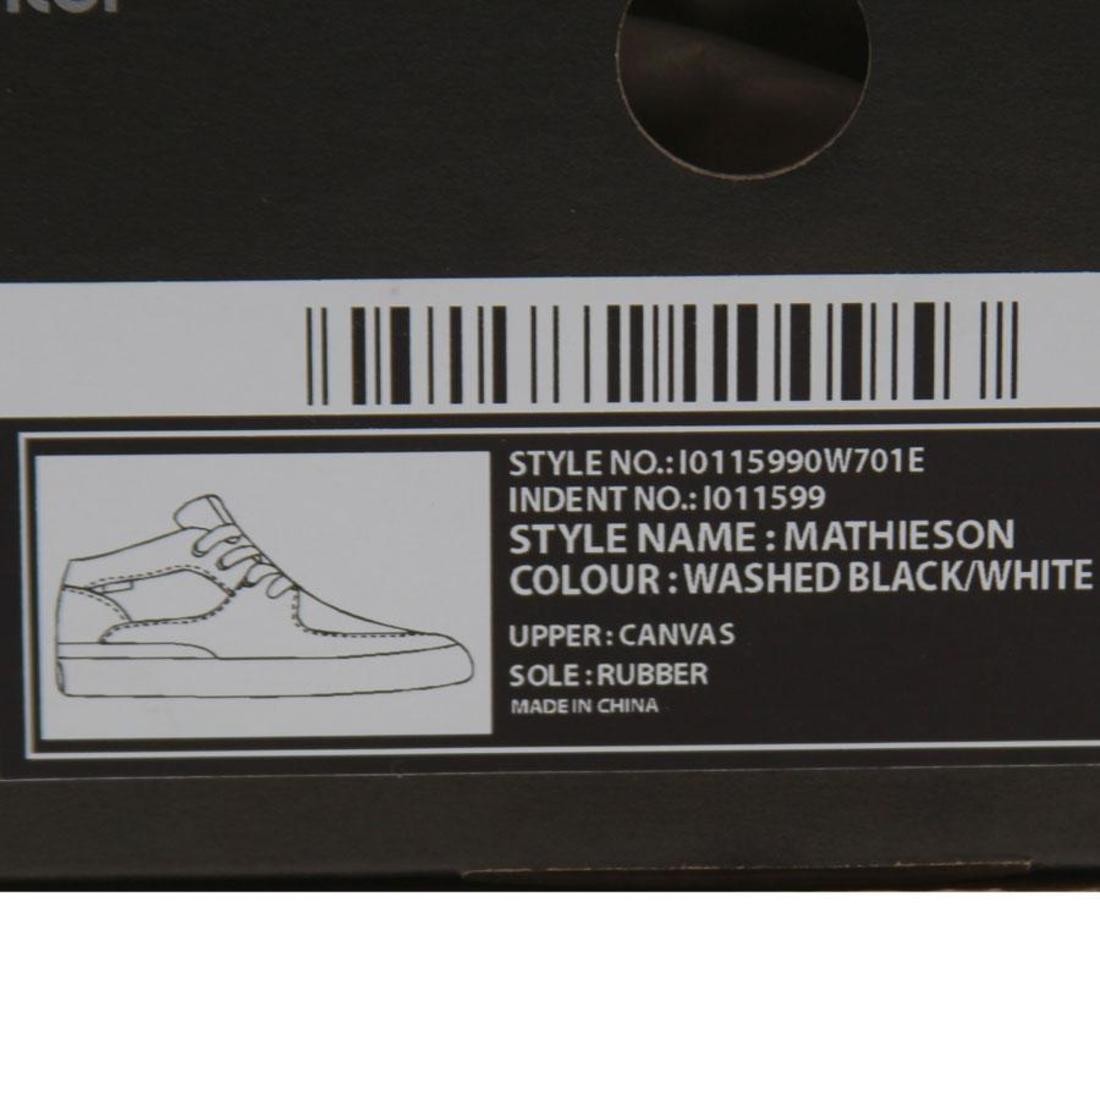 STYLE NO.: I0115990W701E
INDENT NO.: I011599
STYLE NAME : MATHIESON
COLOUR : WASHED BLACK/WHITE
UPPER : CANVAS
SOLE : RUBBER
MADE IN CHINA